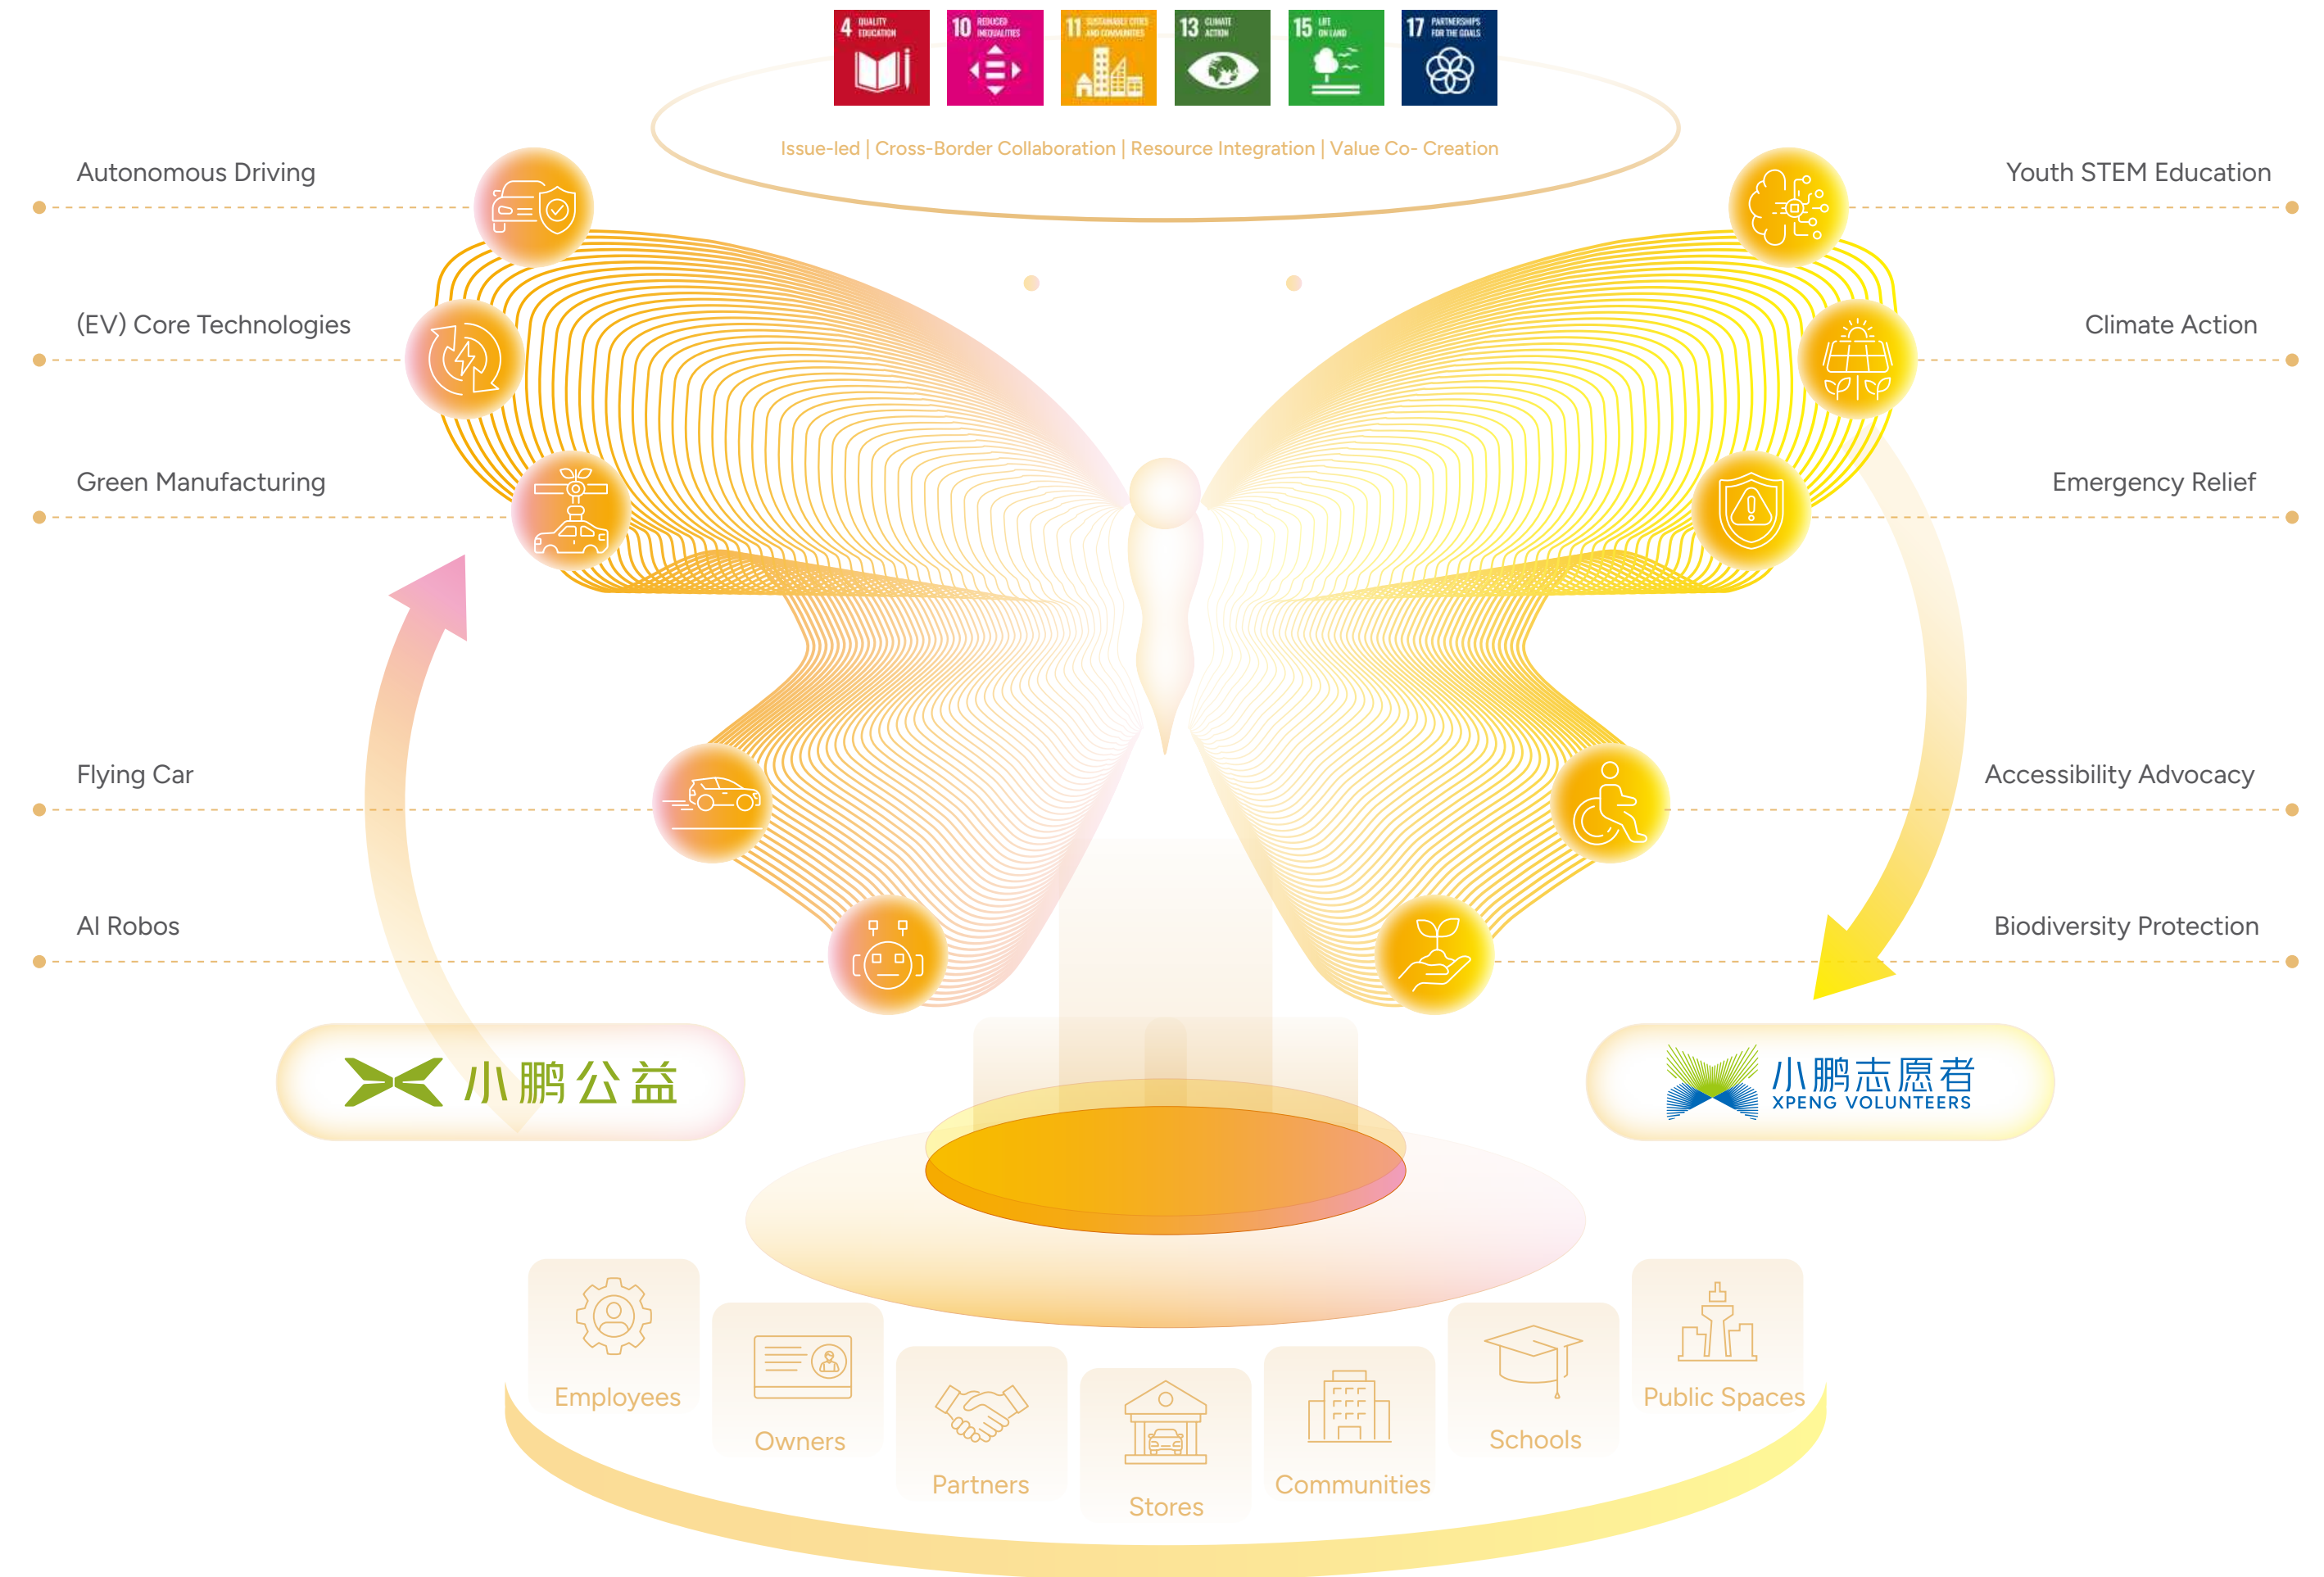 4 QUALITY EDUCATION
10 REDUCED INEQUALITIES
11 SUSTAINABLE CITIES AND COMMUNITIES
13 CLIMATE ACTION
15 LIFE ON LAND
17 PARTNERSHIPS FOR THE GOALS
Issue-led | Cross-Border Collaboration | Resource Integration | Value Co- Creation
Autonomous Driving
(EV) Core Technologies
Green Manufacturing
Flying Car
AI Robos
Youth STEM Education
Climate Action
Emergency Relief
Accessibility Advocacy
Biodiversity Protection
小鹏公益
小鹏志愿者
XPENG VOLUNTEERS
Employees
Owners
Partners
Stores
Communities
Schools
Public Spaces